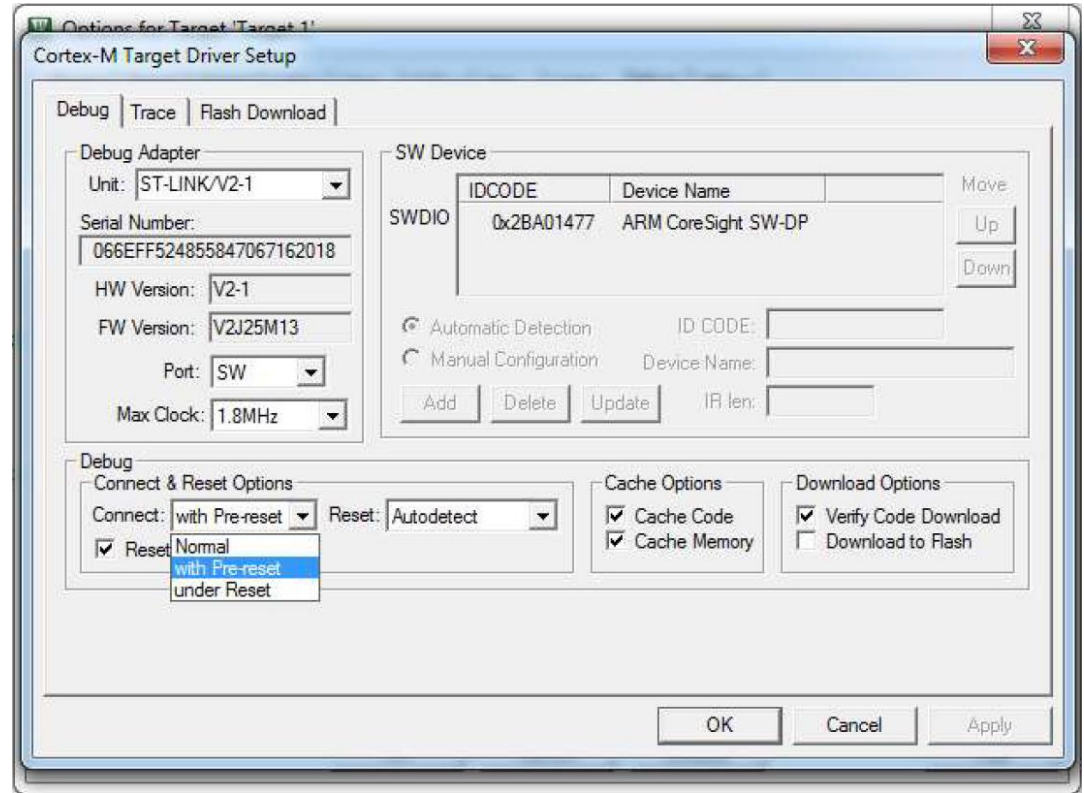 Options for Target 'Target 1'
Cortex-M Target Driver Setup
Debug Trace Flash Download
Debug Adapter
Unit: ST-LINK/V2-1
Serial Number:
066EFF524855847067162018
HW Version: V2-1
FW Version: V2J25M13
Port: SW
Max Clock: 1.8MHz
SW Device
IDCODE Device Name
SWDIO 0x2BA01477 ARM CoreSight SW-DP
Move
Up
Down
Automatic Detection ID CODE:
Manual Configuration Device Name:
Add Delete Update IR len:
Debug
Connect & Reset Options
Connect: with Pre-reset Reset: Autodetect
Reset
Normal
with Pre-reset
under Reset
Cache Options
Cache Code
Cache Memory
Download Options
Verify Code Download
Download to Flash
OK Cancel Apply